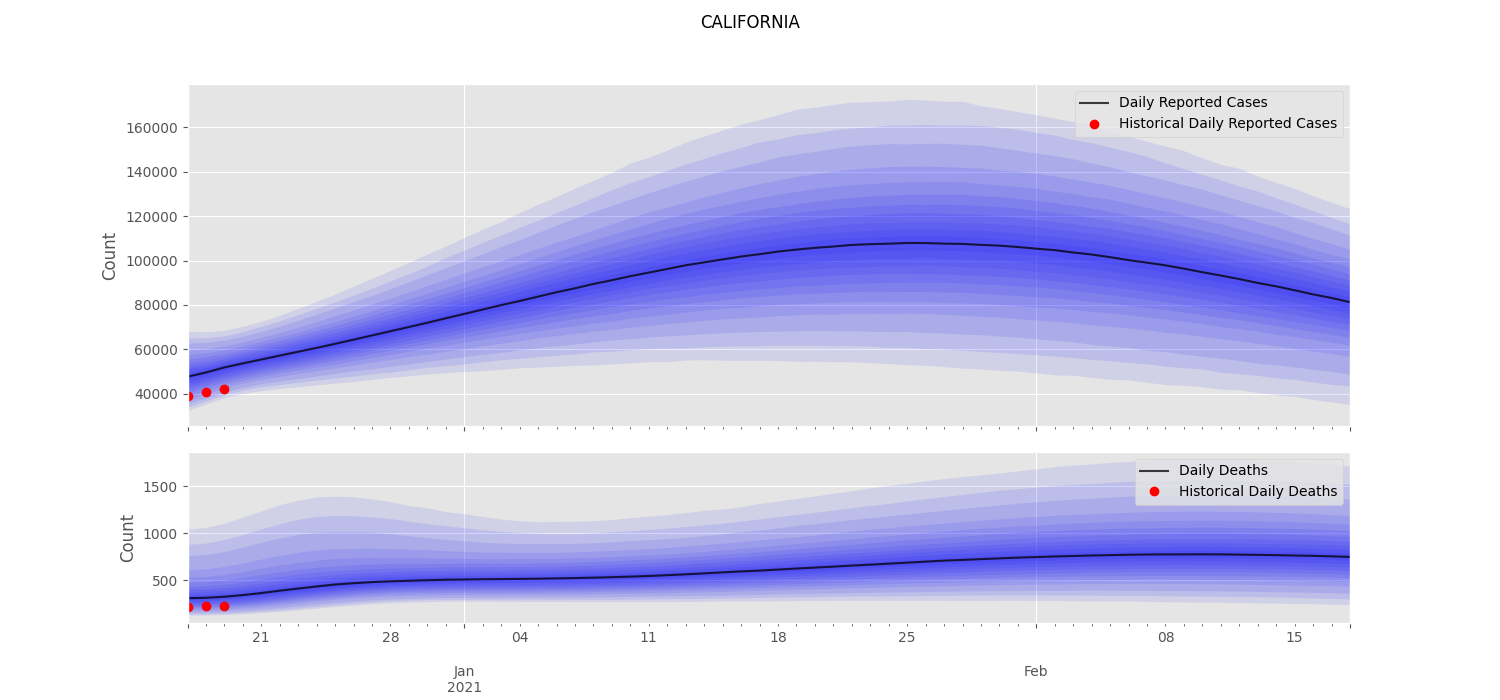 CALIFORNIA
Daily Reported Cases
Historical Daily Reported Cases
160000
140000
120000
100000
80000
60000
40000
Count
Daily Deaths
Historical Daily Deaths
1500
1000
500
Count
21 28 04 11 18 25 08 15
Jan Feb
2021